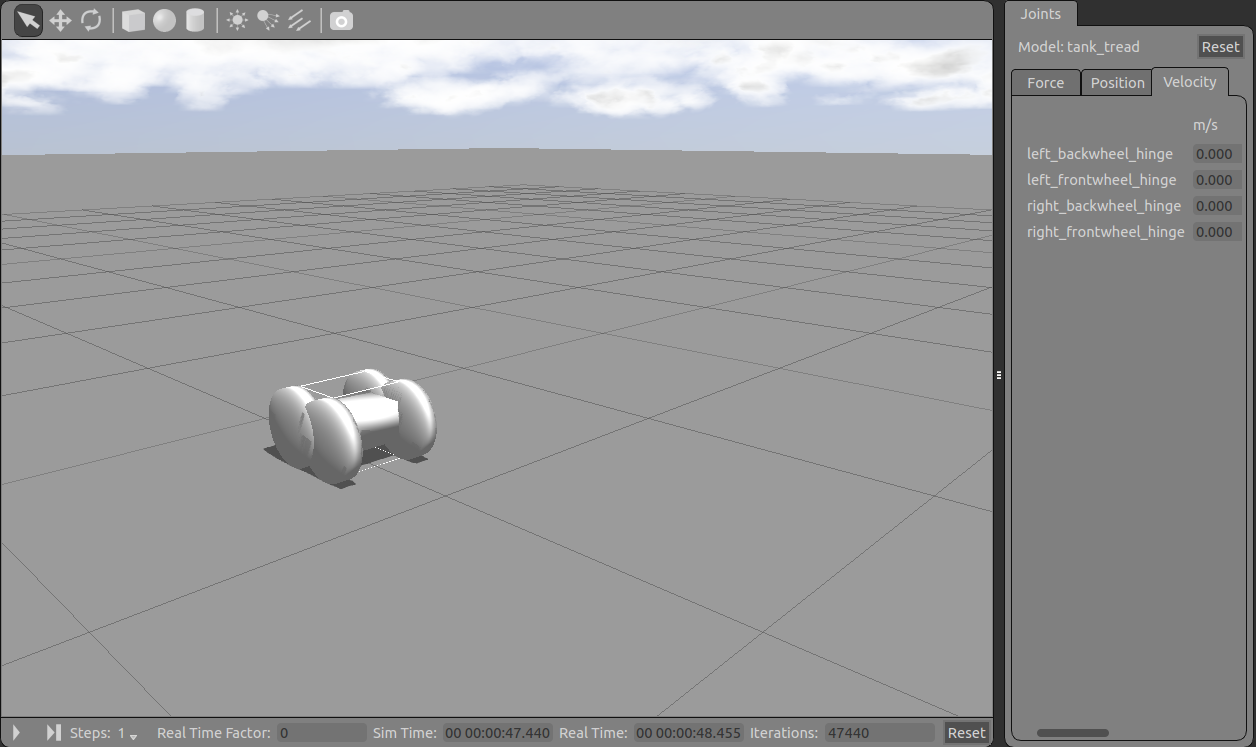 Joints
Model: tank_tread Reset
Force Position Velocity
m/s
left_backwheel_hinge 0.000
left_frontwheel_hinge 0.000
right_backwheel_hinge 0.000
right_frontwheel_hinge 0.000
Steps: 1 Real Time Factor: 0 Sim Time: 00 00:00:47.440 Real Time: 00 00:00:48.455 Iterations: 47440 Reset